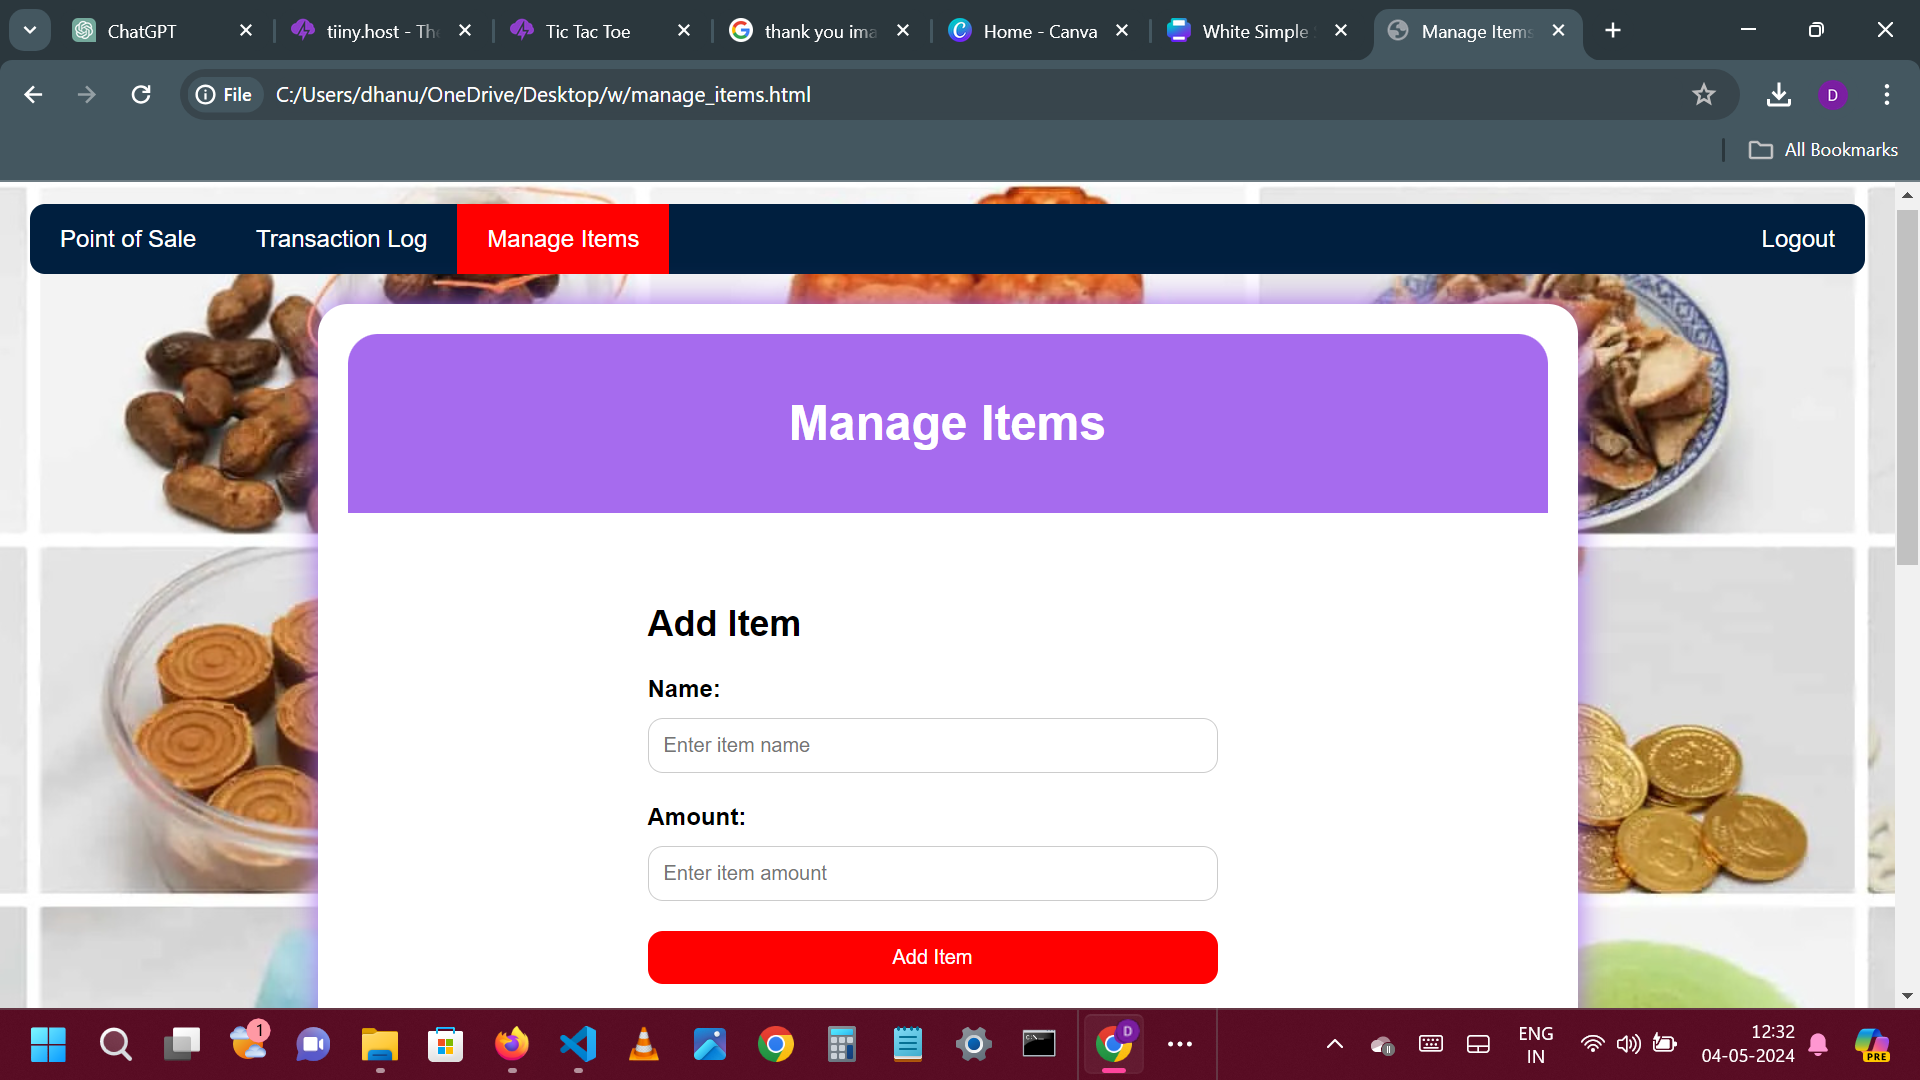 ChatGPT
tiiny.host - Th
Tic Tac Toe
thank you ima
Home - Canva
White Simple
Manage Items
File
C:/Users/dhanu/OneDrive/Desktop/w/manage_items.html
D
All Bookmarks
Point of Sale
Transaction Log
Manage Items
Logout
Manage Items
Add Item
Name:
Enter item name
Amount:
Enter item amount
Add Item
1
D
ENG
IN
12:32
04-05-2024
PRE